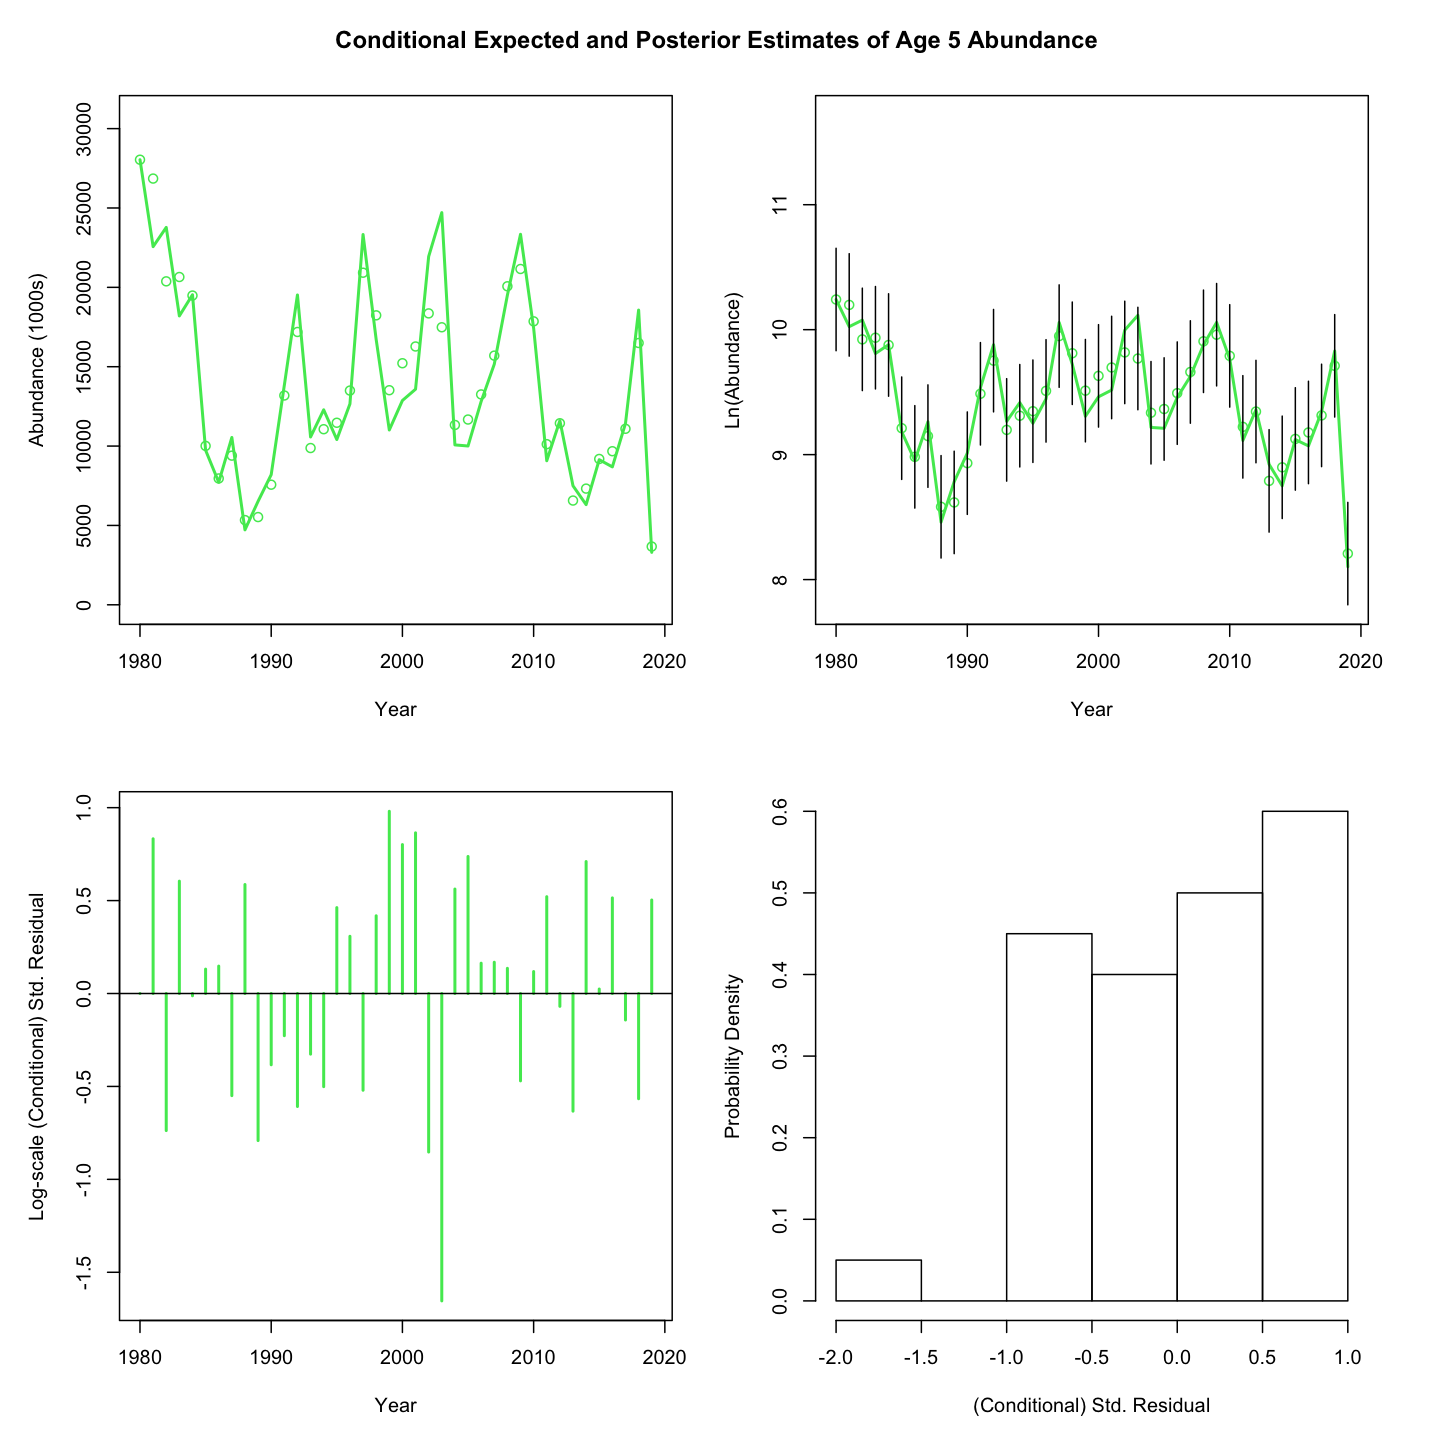 Conditional Expected and Posterior Estimates of Age 5 Abundance
Abundance (1000s)
30000
25000
20000
15000
10000
5000
0
1980 1990 2000 2010 2020
Year
Ln(Abundance)
11
10
9
8
1980 1990 2000 2010 2020
Year
Log-scale (Conditional) Std. Residual
1.0
0.5
0.0
-0.5
-1.0
-1.5
1980 1990 2000 2010 2020
Year
Probability Density
0.6
0.5
0.4
0.3
0.2
0.1
0.0
-2.0 -1.5 -1.0 -0.5 0.0 0.5 1.0
(Conditional) Std. Residual